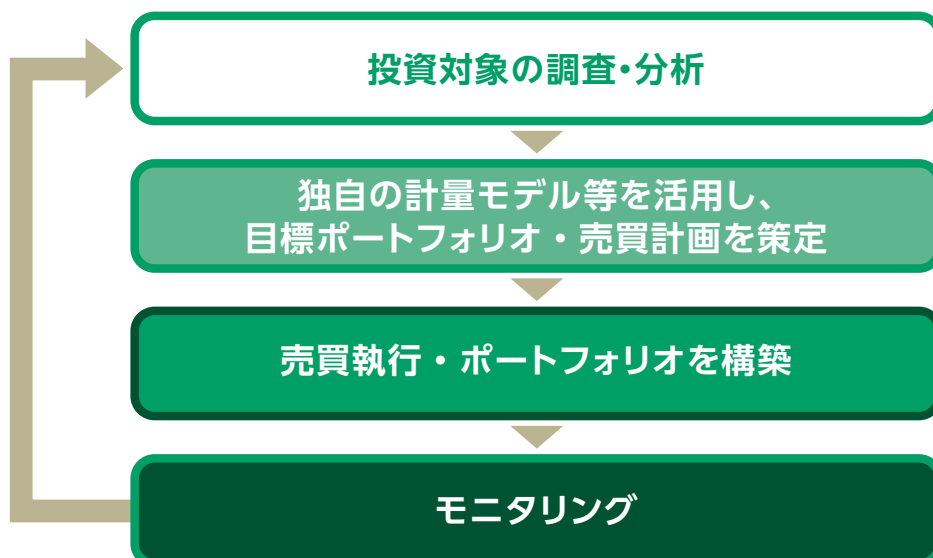 投資対象の調査・分析
独自の計量モデル等を活用し、
目標ポートフォリオ・売買計画を策定
売買執行・ポートフォリオを構築
モニタリング